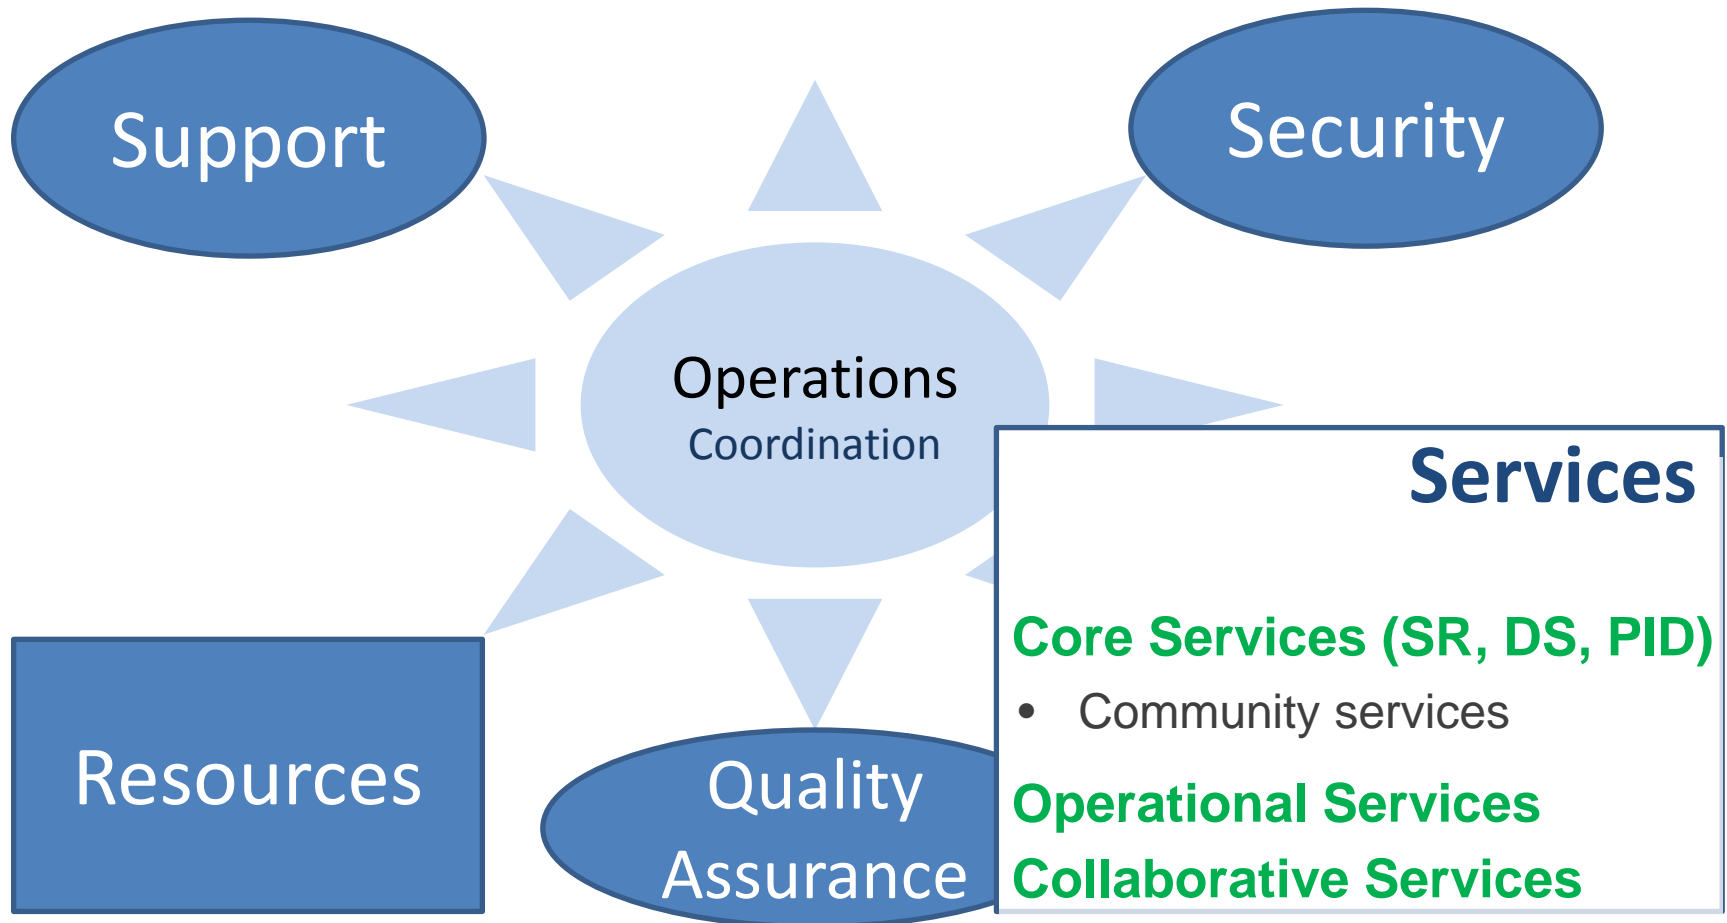 Support
Security
Operations
Coordination
Services
Core Services (SR, DS, PID)
• Community services
Operational Services
Collaborative Services
Resources
Quality
Assurance